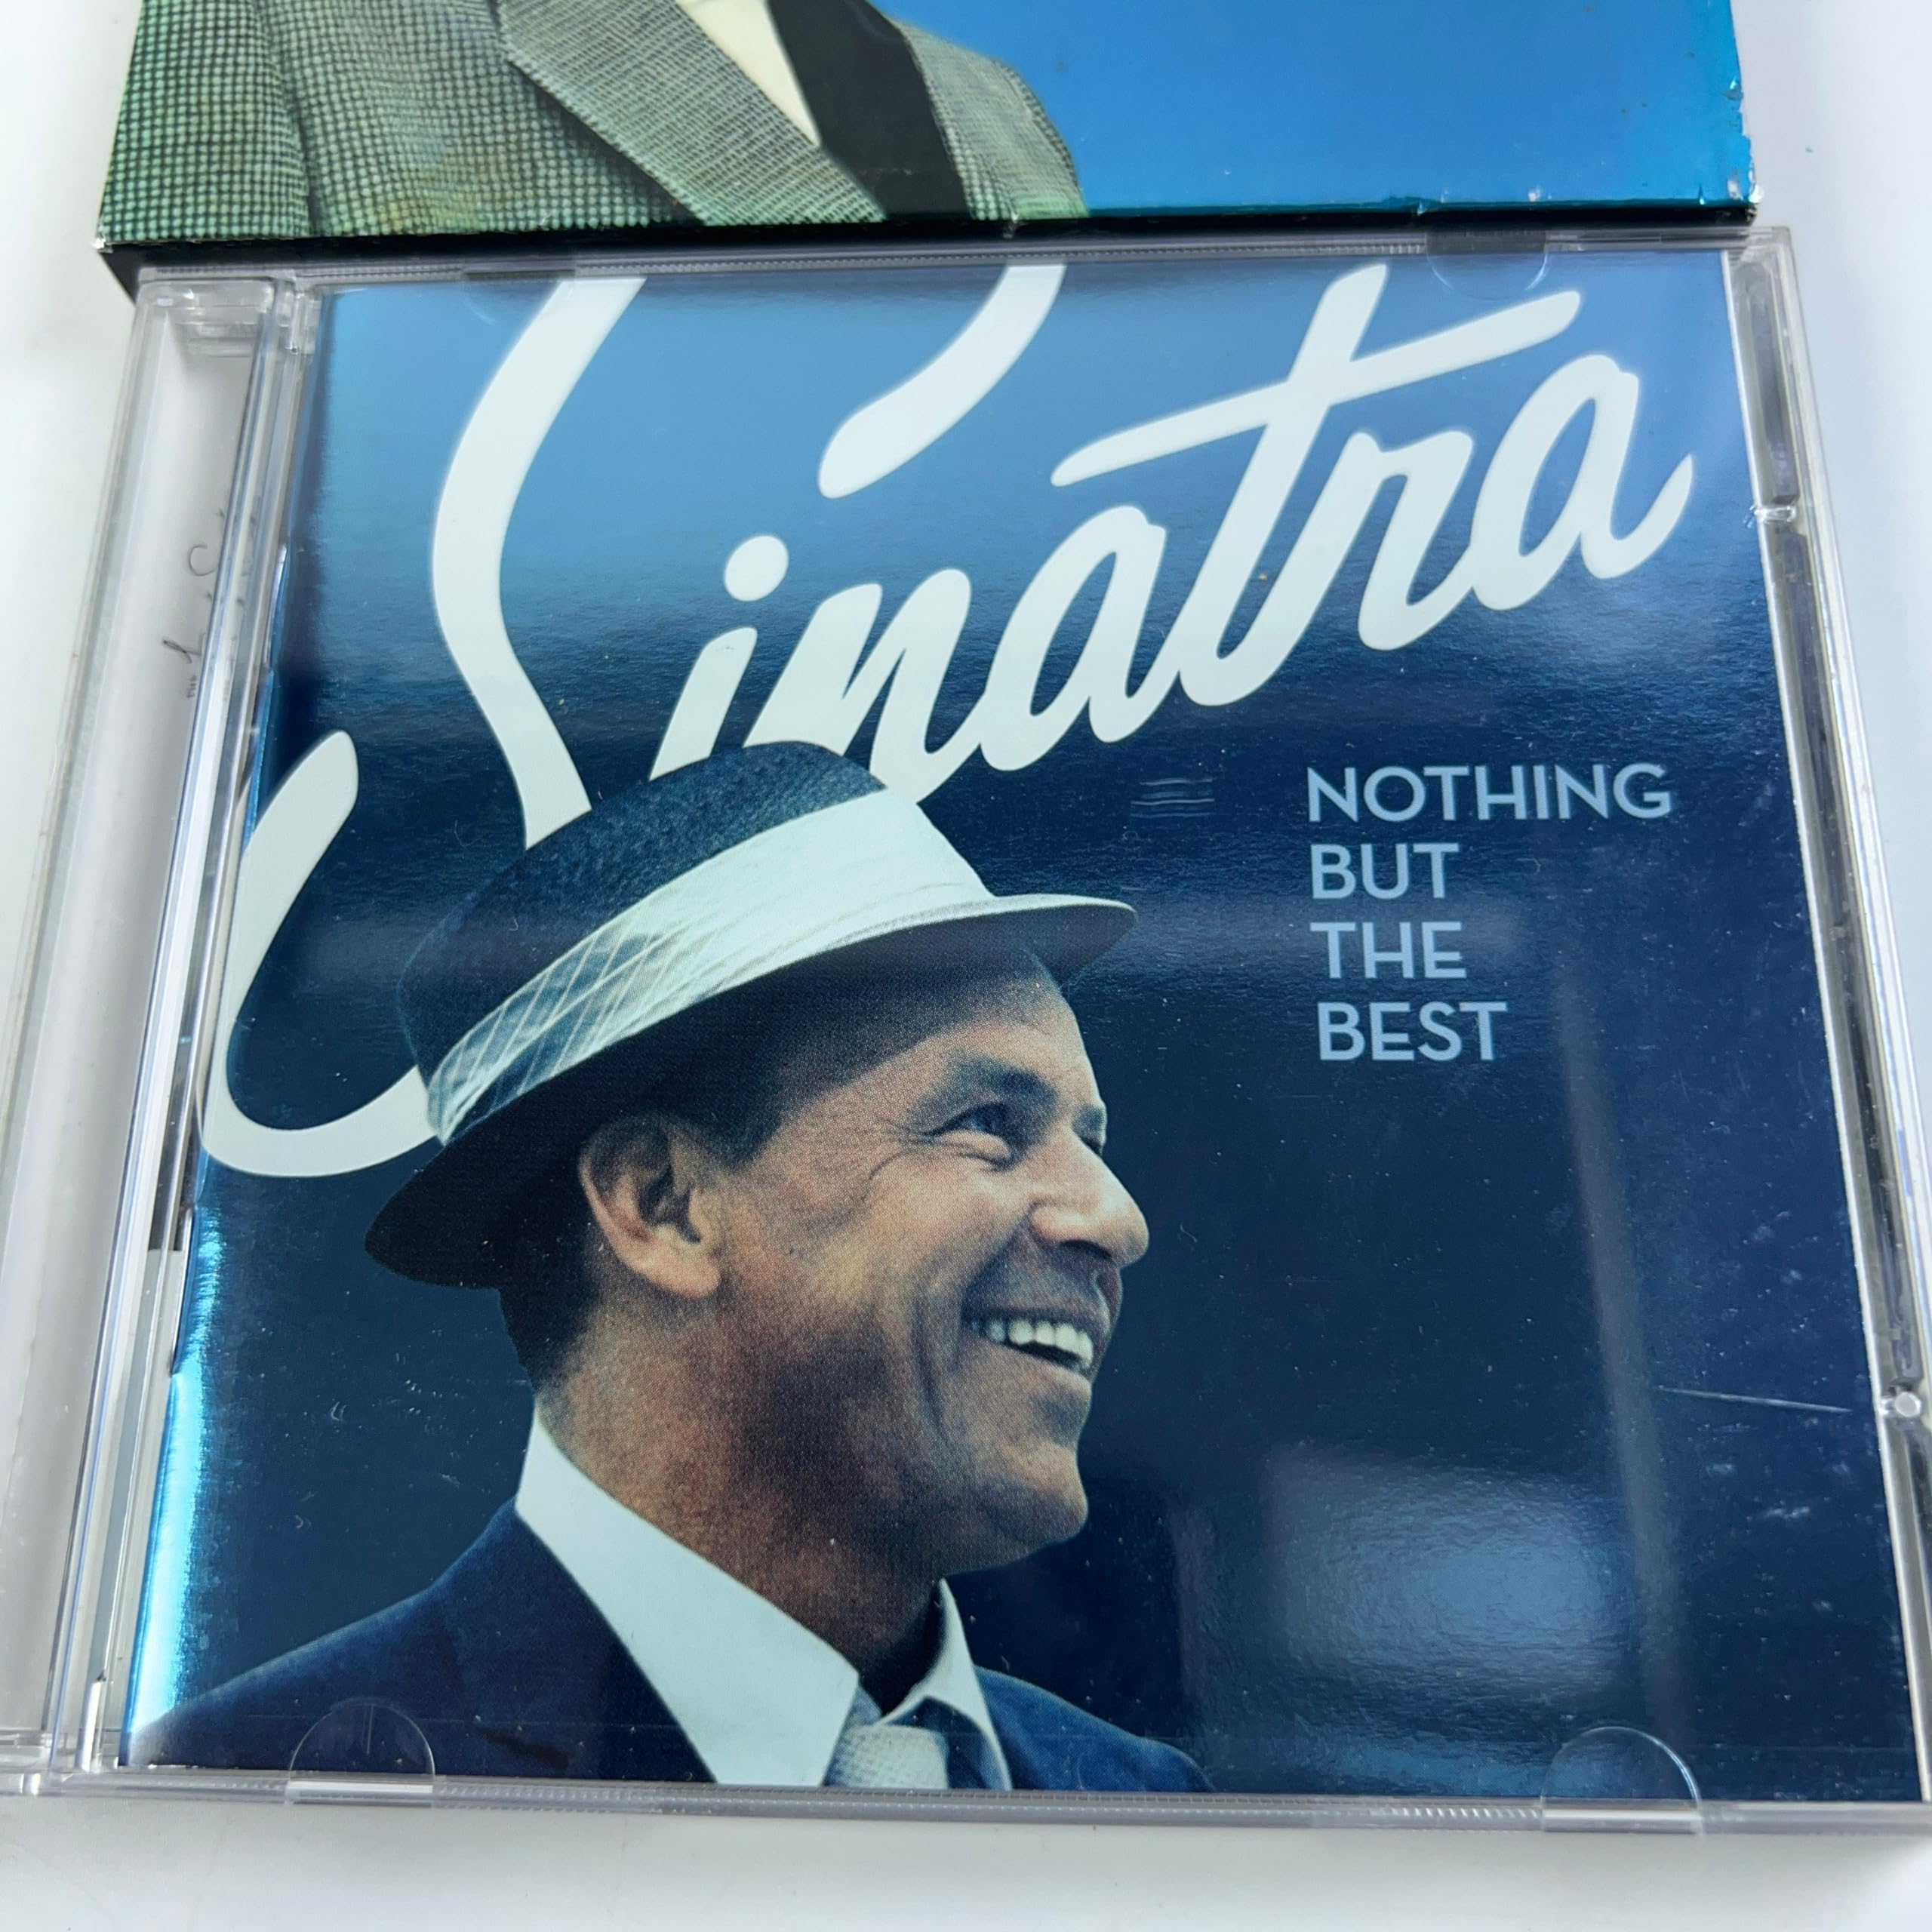 Sinatra
NOTHING
BUT
THE
BEST